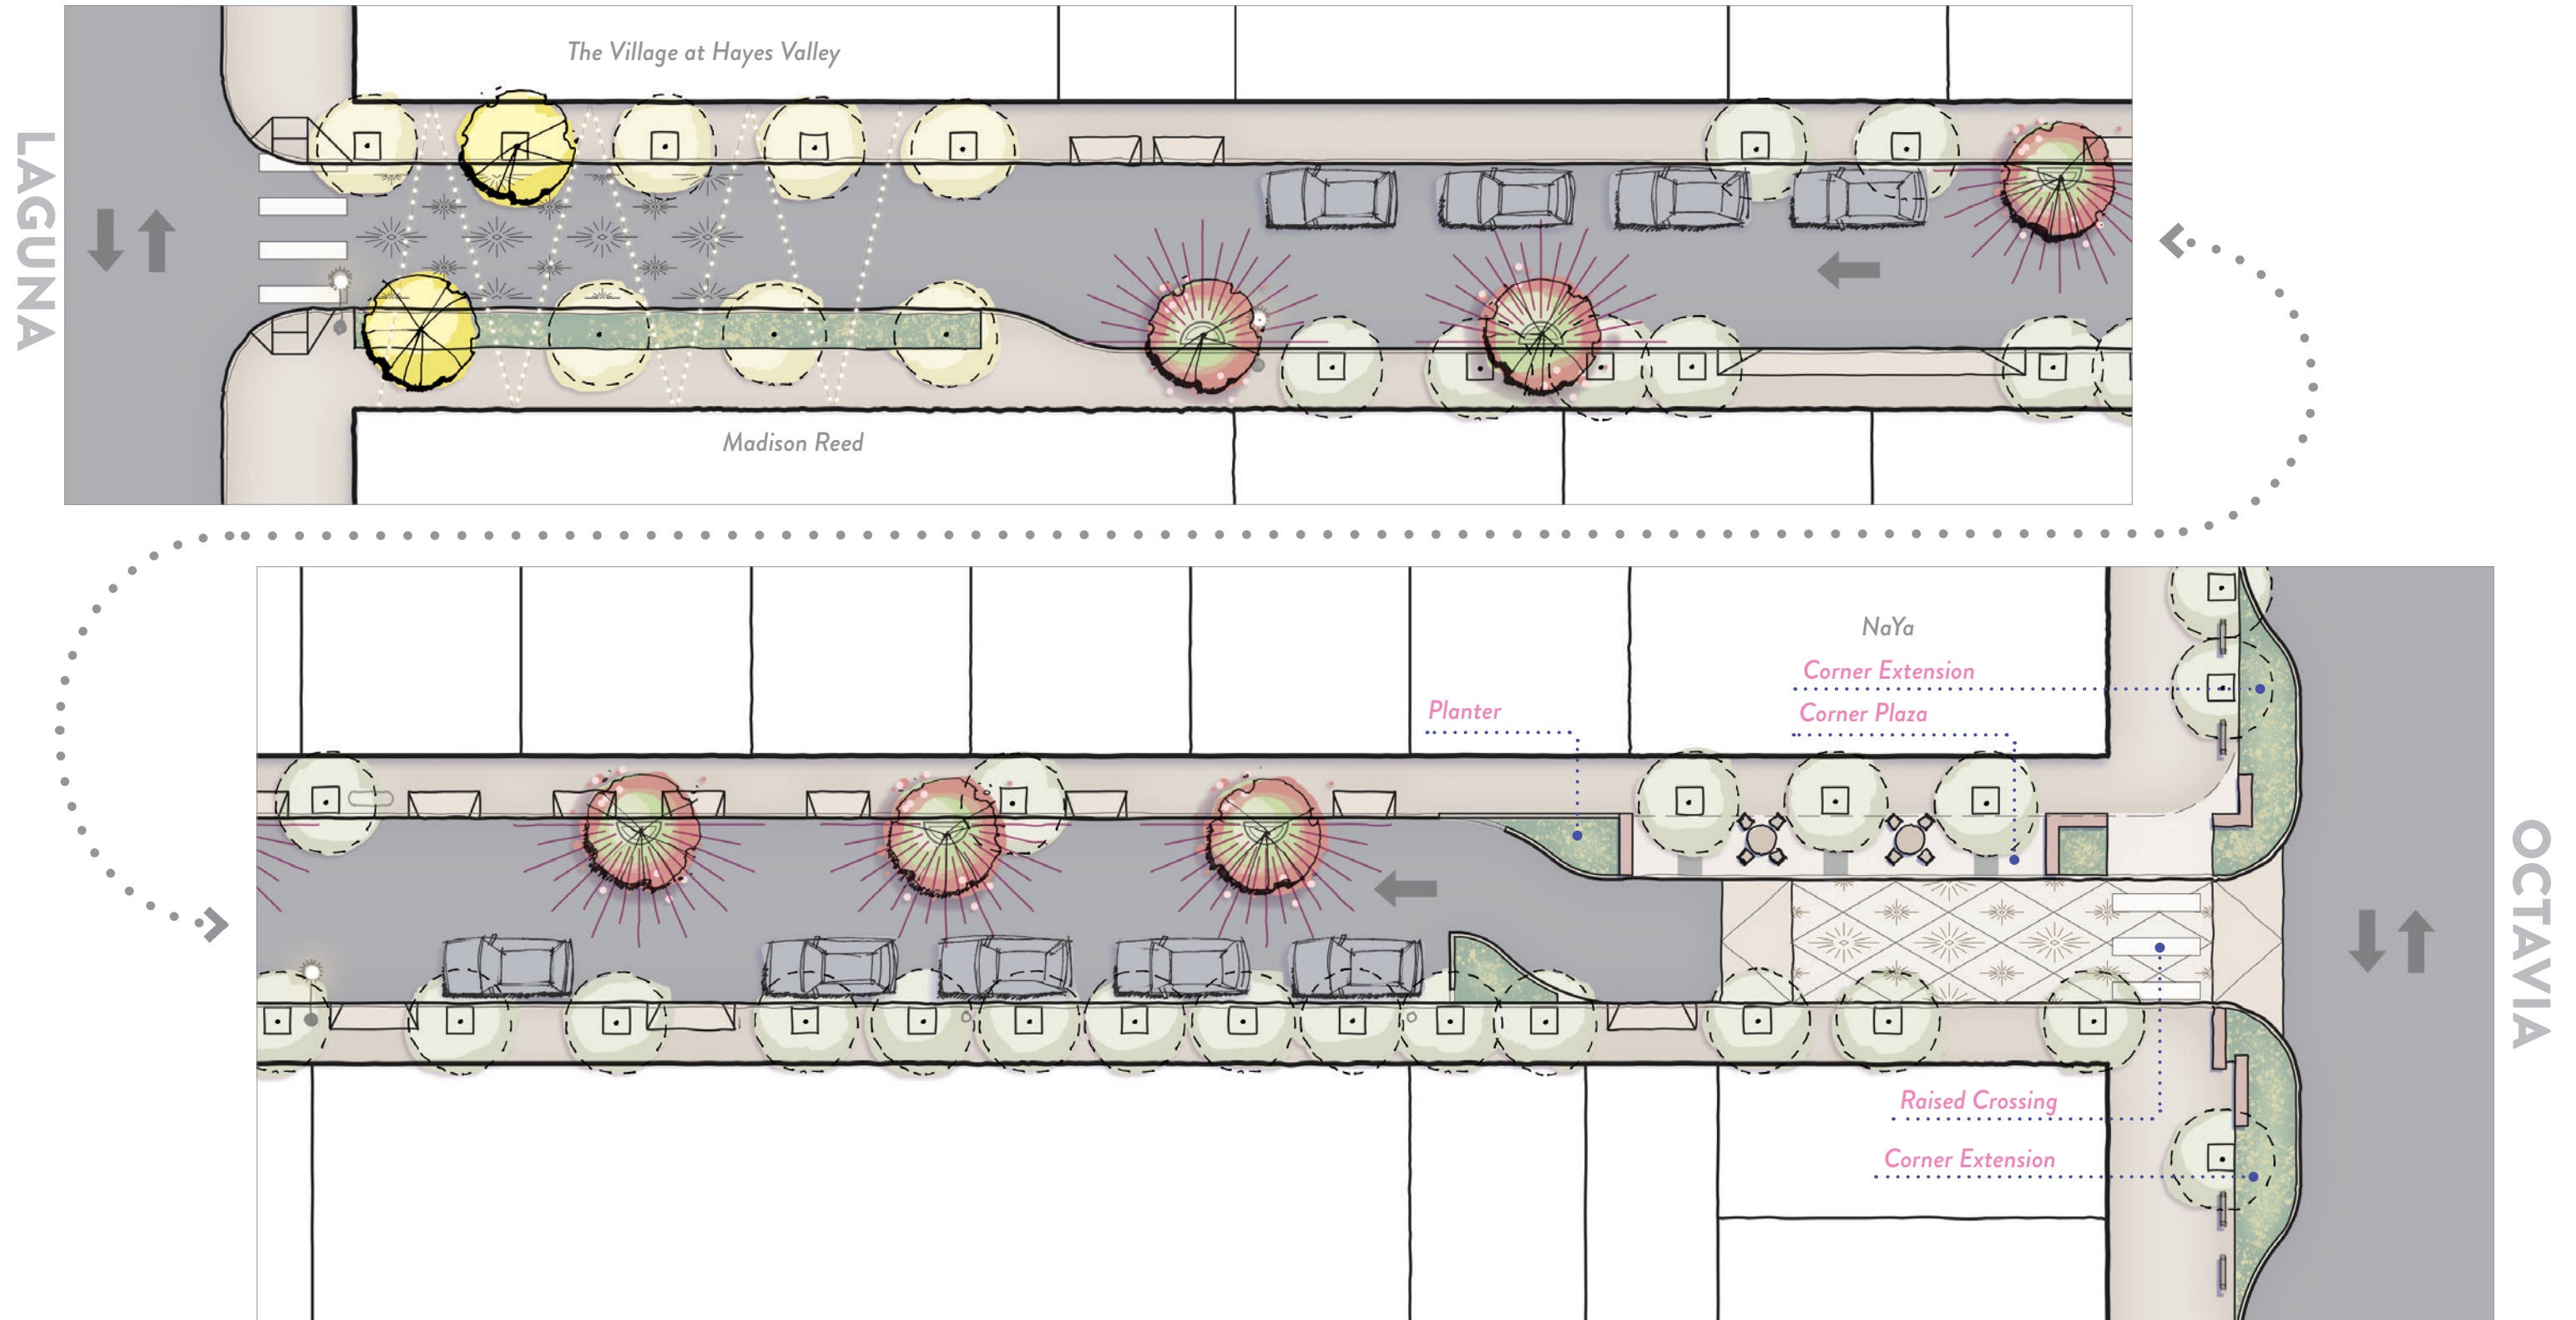 The Village at Hayes Valley
LAGUNA
Madison Reed
NaYa
Corner Extension
Planter
Corner Plaza
OCTAVIA
Raised Crossing
Corner Extension